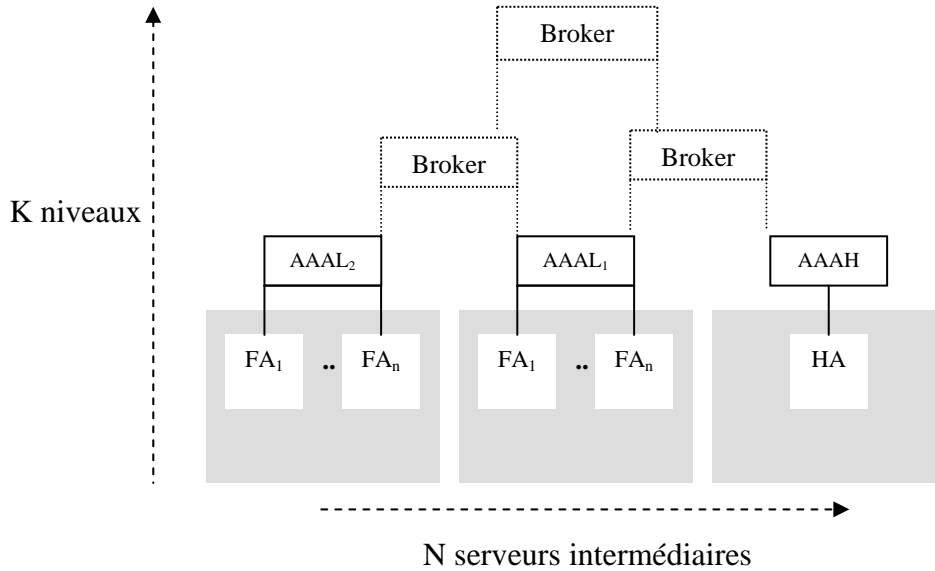 Broker
Broker
Broker
K niveaux
AAAL₂
AAAL₁
AAAH
FA₁ .. FAₙ
FA₁ .. FAₙ
HA
N serveurs intermédiaires